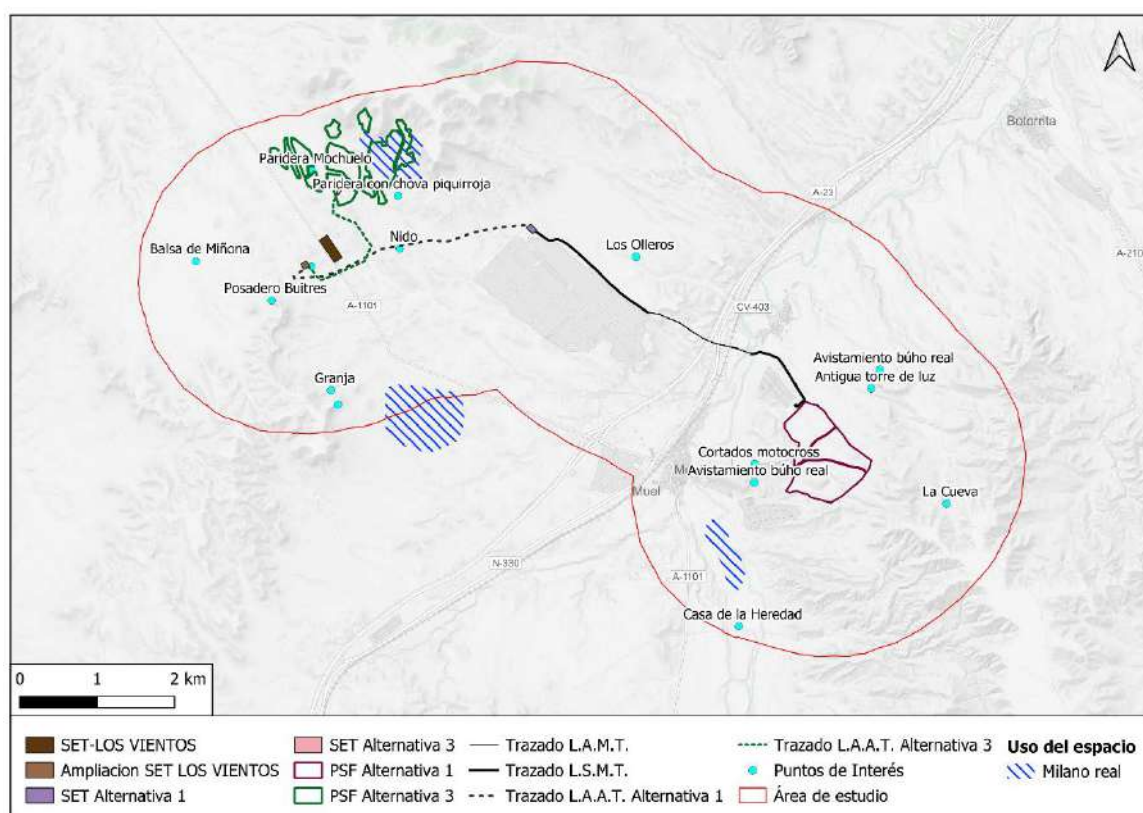 Botorrita
Paridera Mochuelo
Paridera con chova piquirroja
A-23
Nido
Los Olleros
Balsa de Miñona
A-210
Posadero Buitres
A-1101
CV-403
Avistamiento búho real
Antigua torre de luz
Granja
Cortados motocross
Avistamiento búho real
Muel
La Cueva
N-330
A-1101
Casa de la Heredad
0 1 2 km
SET-LOS VIENTOS
Ampliacion SET LOS VIENTOS
SET Alternativa 1
SET Alternativa 3
PSF Alternativa 1
PSF Alternativa 3
Trazado L.A.M.T.
Trazado L.S.M.T.
Trazado L.A.A.T. Alternativa 1
Trazado L.A.A.T. Alternativa 3
Puntos de Interés
Área de estudio
Uso del espacio
Milano real